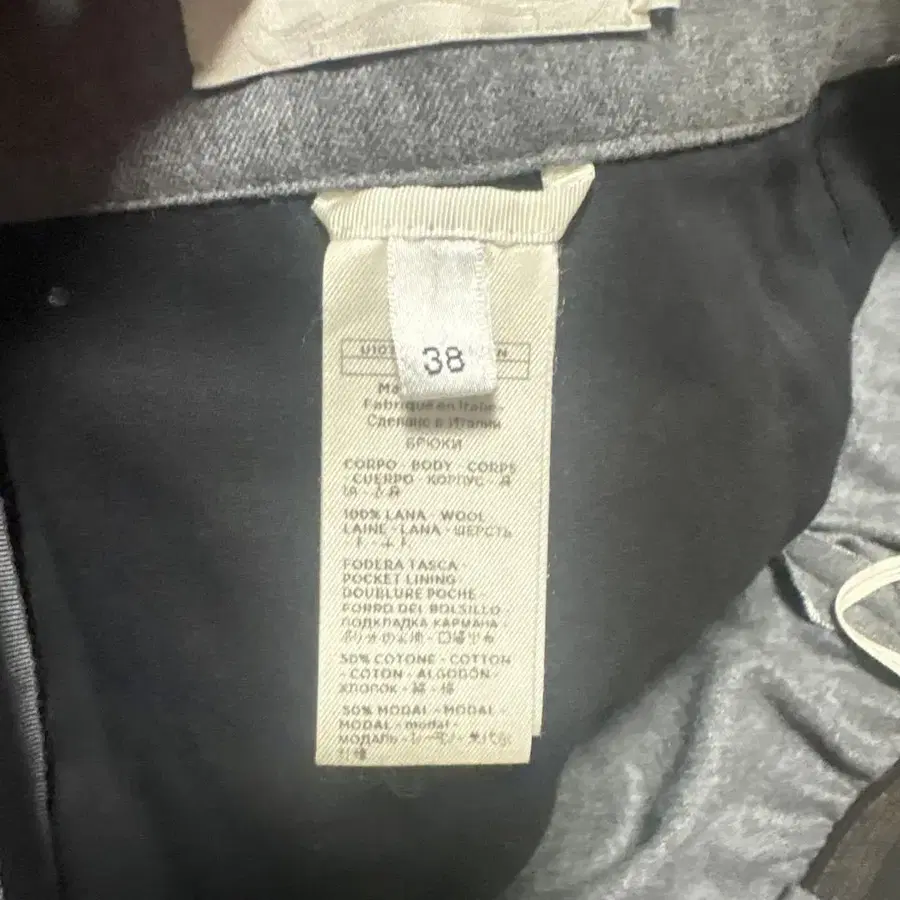 38
Fabriqué en Italie
Сделано в Италии
БРЮКИ
CORPO - BODY - CORPS
- CUERPO - КОРПУС -
100% LANA - WOOL
LAINE - LANA - ШЕРСТЬ
FODERA TASCA -
POCKET LINING
DOUBLURE POCHE -
FORRO DEL BOLSILLO -
ПОДКЛАДКА КАРМАНА -
50% COTONE - COTTON
- COTON - ALGODÓN -
ХЛОПОК - 綿 - 棉
50% MODAL - MODAL -
MODAL - modal -
МОДАЛЬ -